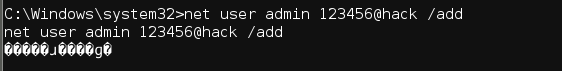 C:\Windows\system32>net user admin 123456@hack /add
net user admin 123456@hack /add
�����ɹ����ɡ�